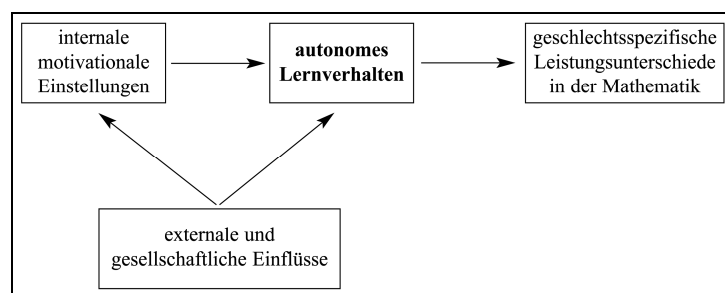 internale
motivationale
Einstellungen
autonomes
Lernverhalten
geschlechtsspezifische
Leistungsunterschiede
in der Mathematik
externale und
gesellschaftliche Einflüsse